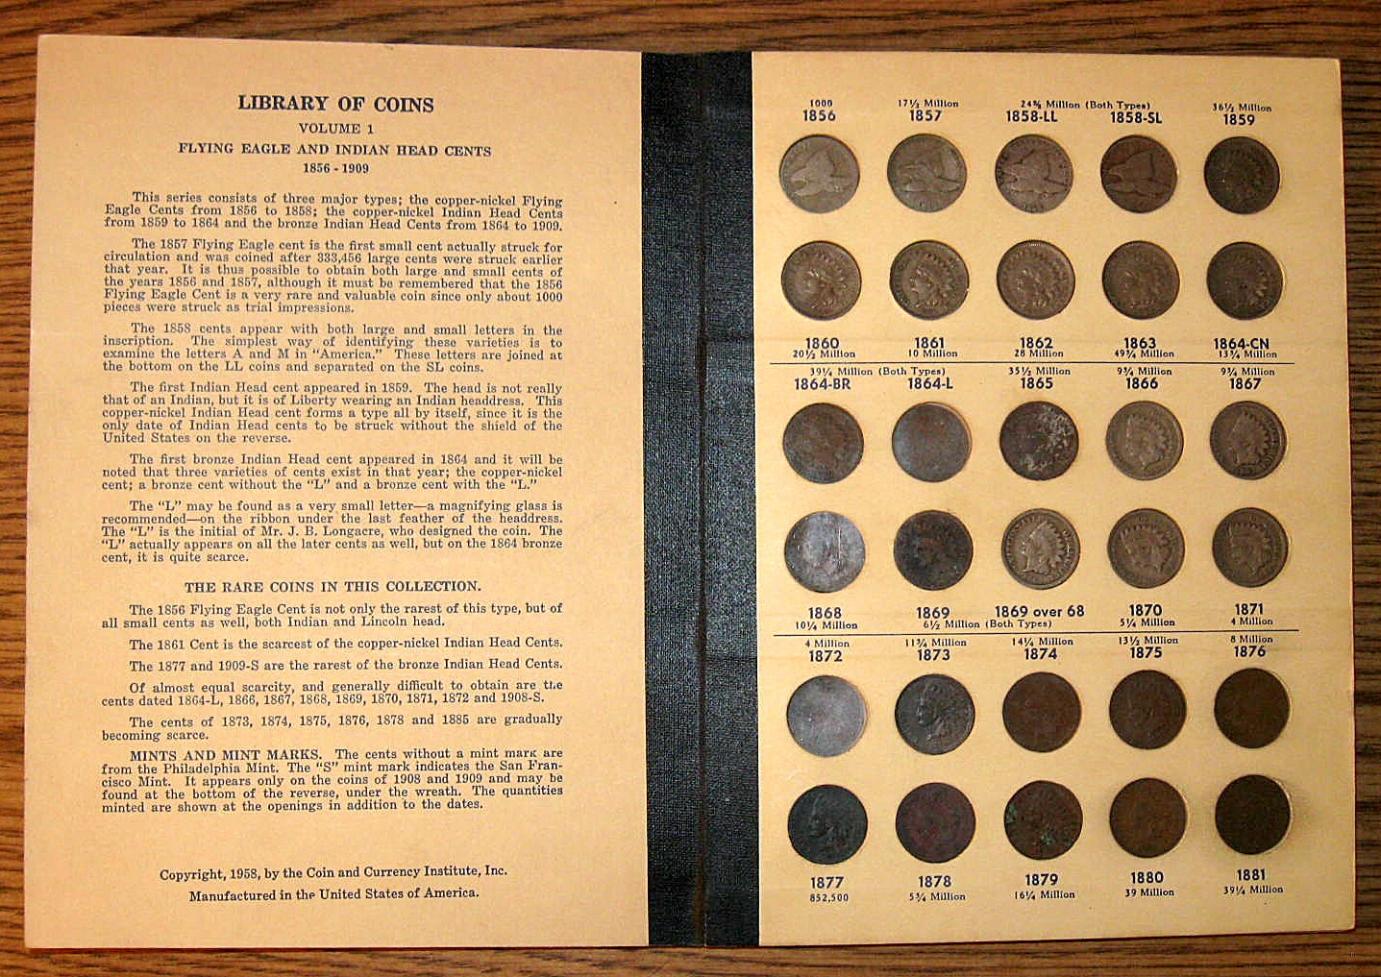 LIBRARY OF COINS
VOLUME 1
FLYING EAGLE AND INDIAN HEAD CENTS
1856 - 1909
This series consists of three major types; the copper-nickel Flying
Eagle Cents from 1856 to 1858; the copper-nickel Indian Head Cents
from 1859 to 1864 and the bronze Indian Head Cents from 1864 to 1909.
The 1857 Flying Eagle cent is the first small cent actually struck for
circulation and was coined after 333,456 large cents were struck earlier
that year. It is thus possible to obtain both large and small cents of
the years 1856 and 1857, although it must be remembered that the 1856
Flying Eagle Cent is a very rare and valuable coin since only about 1000
pieces were struck as trial impressions.
The 1858 cents appear with both large and small letters in the
inscription. The simplest way of identifying these varieties is to
examine the letters A and M in "America." These letters are joined at
the bottom on the LL coins and separated on the SL coins.
The first Indian Head cent appeared in 1859. The head is not really
that of an Indian, but it is of Liberty wearing an Indian headdress. This
copper-nickel Indian Head cent forms a type all by itself, since it is the
only date of Indian Head cents to be struck without the shield of the
United States on the reverse.
The first bronze Indian Head cent appeared in 1864 and it will be
noted that three varieties of cents exist in that year; the copper-nickel
cent; a bronze cent without the "L" and a bronze cent with the "L."
The "L" may be found as a very small letter—a magnifying glass is
recommended—on the ribbon under the last feather of the headdress.
The "L" is the initial of Mr. J. B. Longacre, who designed the coin. The
"L" actually appears on all the later cents as well, but on the 1864 bronze
cent, it is quite scarce.
THE RARE COINS IN THIS COLLECTION.
The 1856 Flying Eagle Cent is not only the rarest of this type, but of
all small cents as well, both Indian and Lincoln head.
The 1861 Cent is the scarcest of the copper-nickel Indian Head Cents.
The 1877 and 1909-S are the rarest of the bronze Indian Head Cents.
Of almost equal scarcity, and generally difficult to obtain are the
cents dated 1864-L, 1866, 1867, 1868, 1869, 1870, 1871, 1872 and 1908-S.
The cents of 1873, 1874, 1875, 1876, 1878 and 1885 are gradually
becoming scarce.
MINTS AND MINT MARKS. The cents without a mint mark are
from the Philadelphia Mint. The "S" mint mark indicates the San Fran-
cisco Mint. It appears only on the coins of 1908 and 1909 and may be
found at the bottom of the reverse, under the wreath. The quantities
minted are shown at the openings in addition to the dates.
Copyright, 1958, by the Coin and Currency Institute, Inc.
Manufactured in the United States of America.
1000 17½ Million 24⅗ Million (Both Types) 36½ Million
1856 1857 1858-LL 1858-SL 1859
1860 1861 1862 1863 1864-CN
20½ Million 10 Million 28 Million 49¾ Million 13¾ Million
39¼ Million (Both Types) 35½ Million 9¾ Million 9¾ Million
1864-BR 1864-L 1865 1866 1867
1868 1869 1869 over 68 1870 1871
10¼ Million 6½ Million (Both Types) 5¼ Million 4 Million
4 Million 11¾ Million 14¼ Million 13½ Million 8 Million
1872 1873 1874 1875 1876
1877 1878 1879 1880 1881
852,500 5¾ Million 16¼ Million 39 Million 39¼ Million